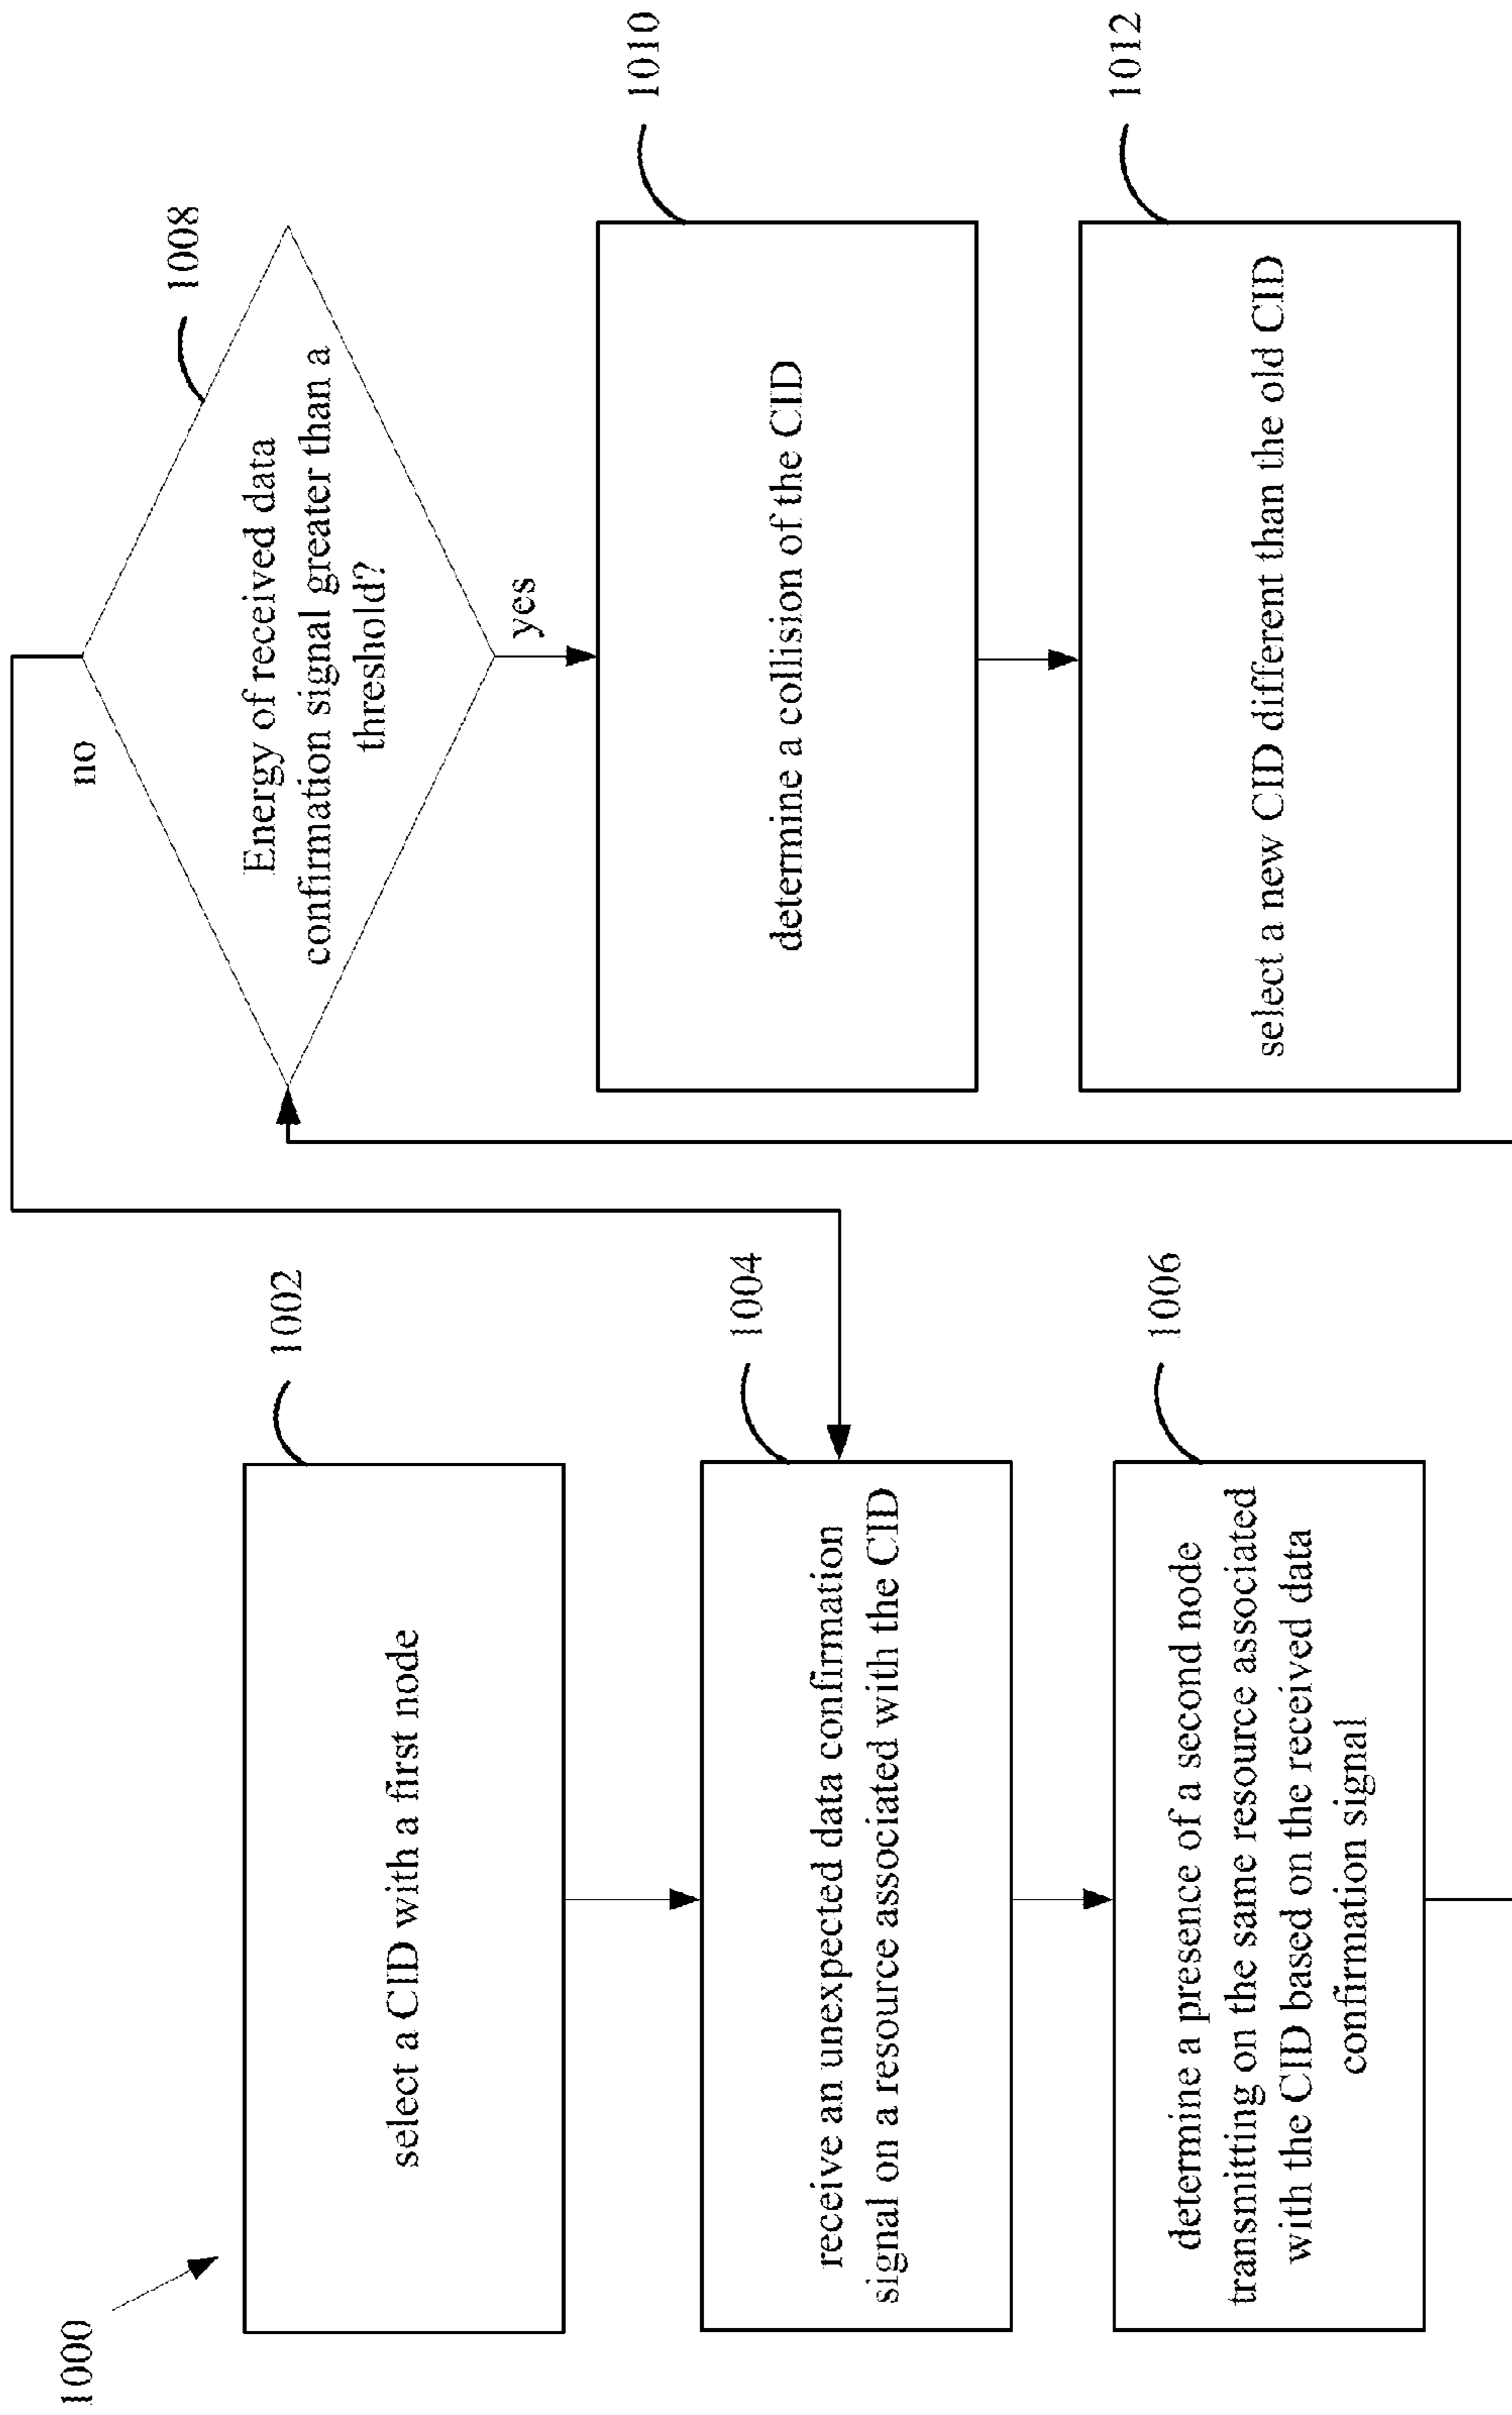 1000
1002
select a CID with a first node
1004
receive an unexpected data confirmation
signal on a resource associated with the CID
1006
determine a presence of a second node
transmitting on the same resource associated
with the CID based on the received data
confirmation signal
no
1008
Energy of received data
confirmation signal greater than a
threshold?
yes
1010
determine a collision of the CID
1012
select a new CID different than the old CID